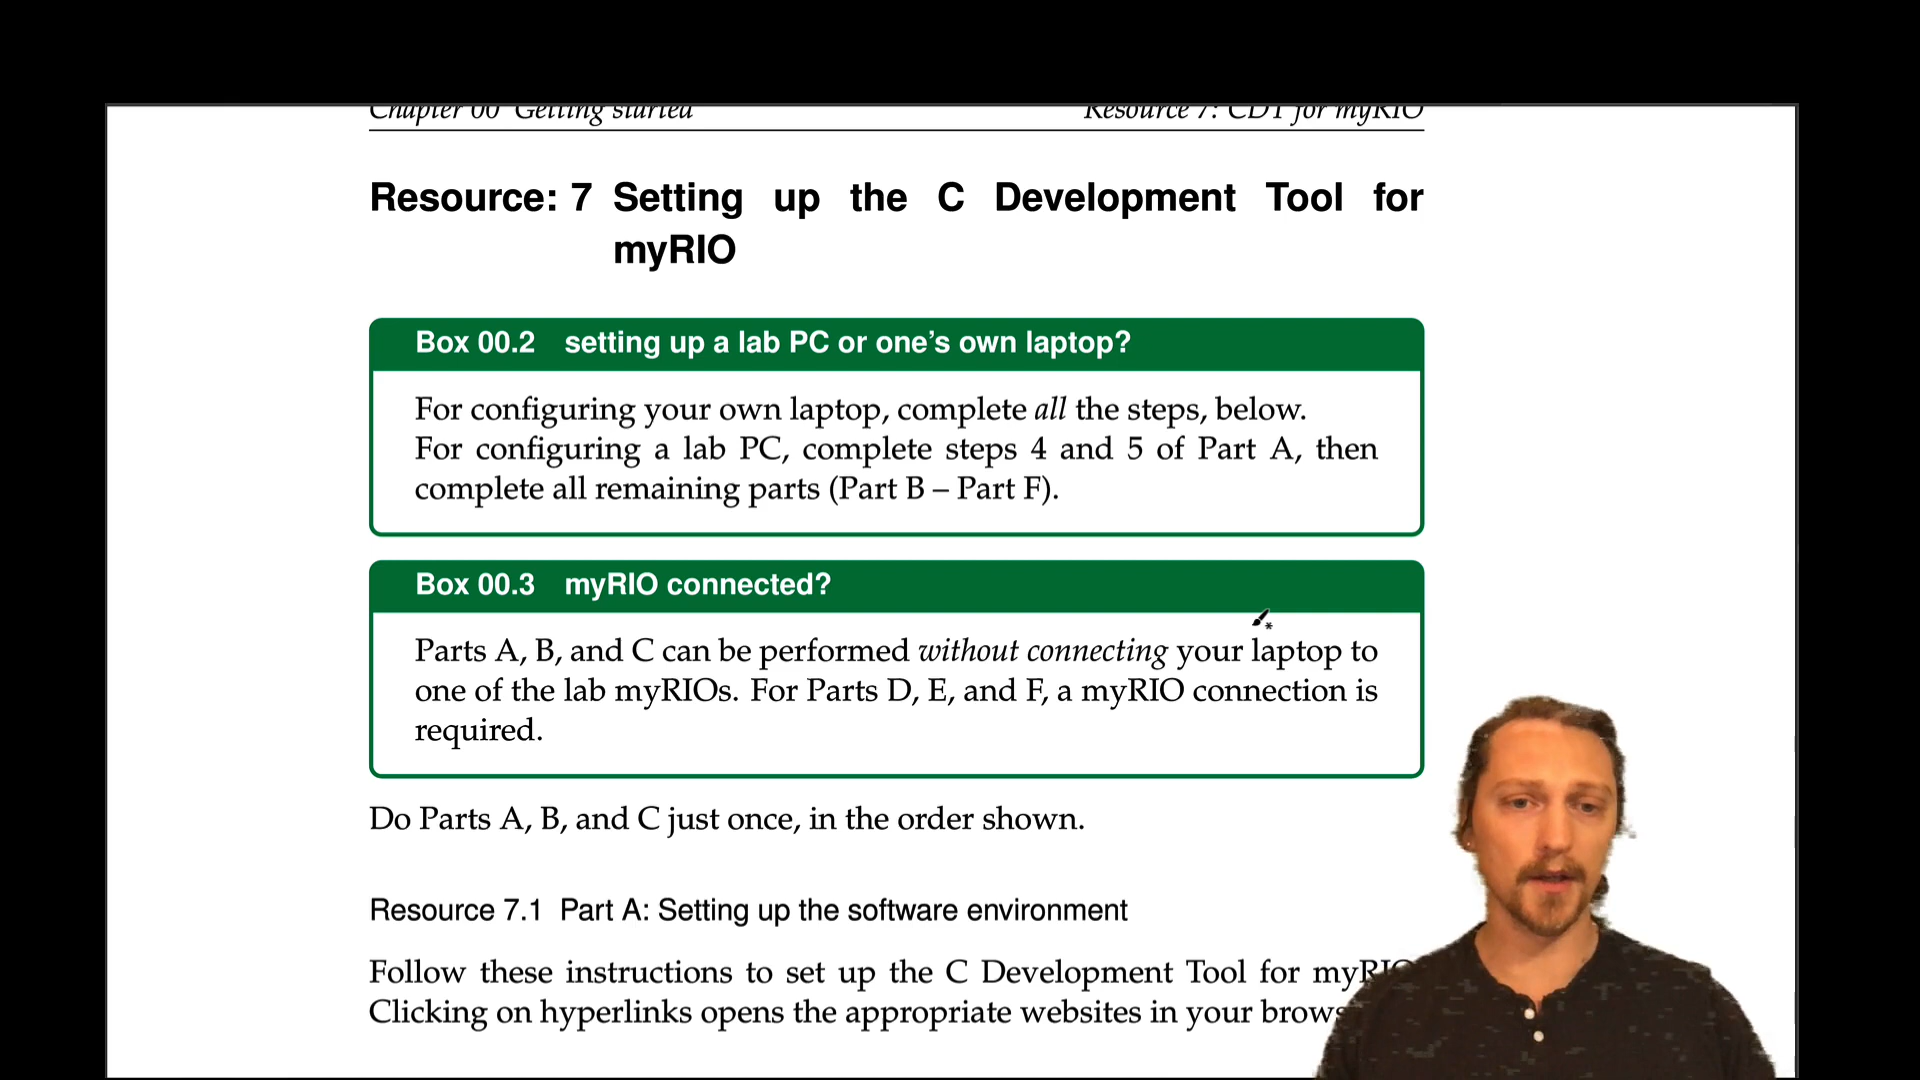 Chapter 00 Getting started
Resource 7: CDT for myRIO
Resource: 7 Setting up the C Development Tool for
myRIO
Box 00.2 setting up a lab PC or one’s own laptop?
For configuring your own laptop, complete all the steps, below.
For configuring a lab PC, complete steps 4 and 5 of Part A, then
complete all remaining parts (Part B – Part F).
Box 00.3 myRIO connected?
Parts A, B, and C can be performed without connecting your laptop to
one of the lab myRIOs. For Parts D, E, and F, a myRIO connection is
required.
Do Parts A, B, and C just once, in the order shown.
Resource 7.1 Part A: Setting up the software environment
Follow these instructions to set up the C Development Tool for myRIO
Clicking on hyperlinks opens the appropriate websites in your